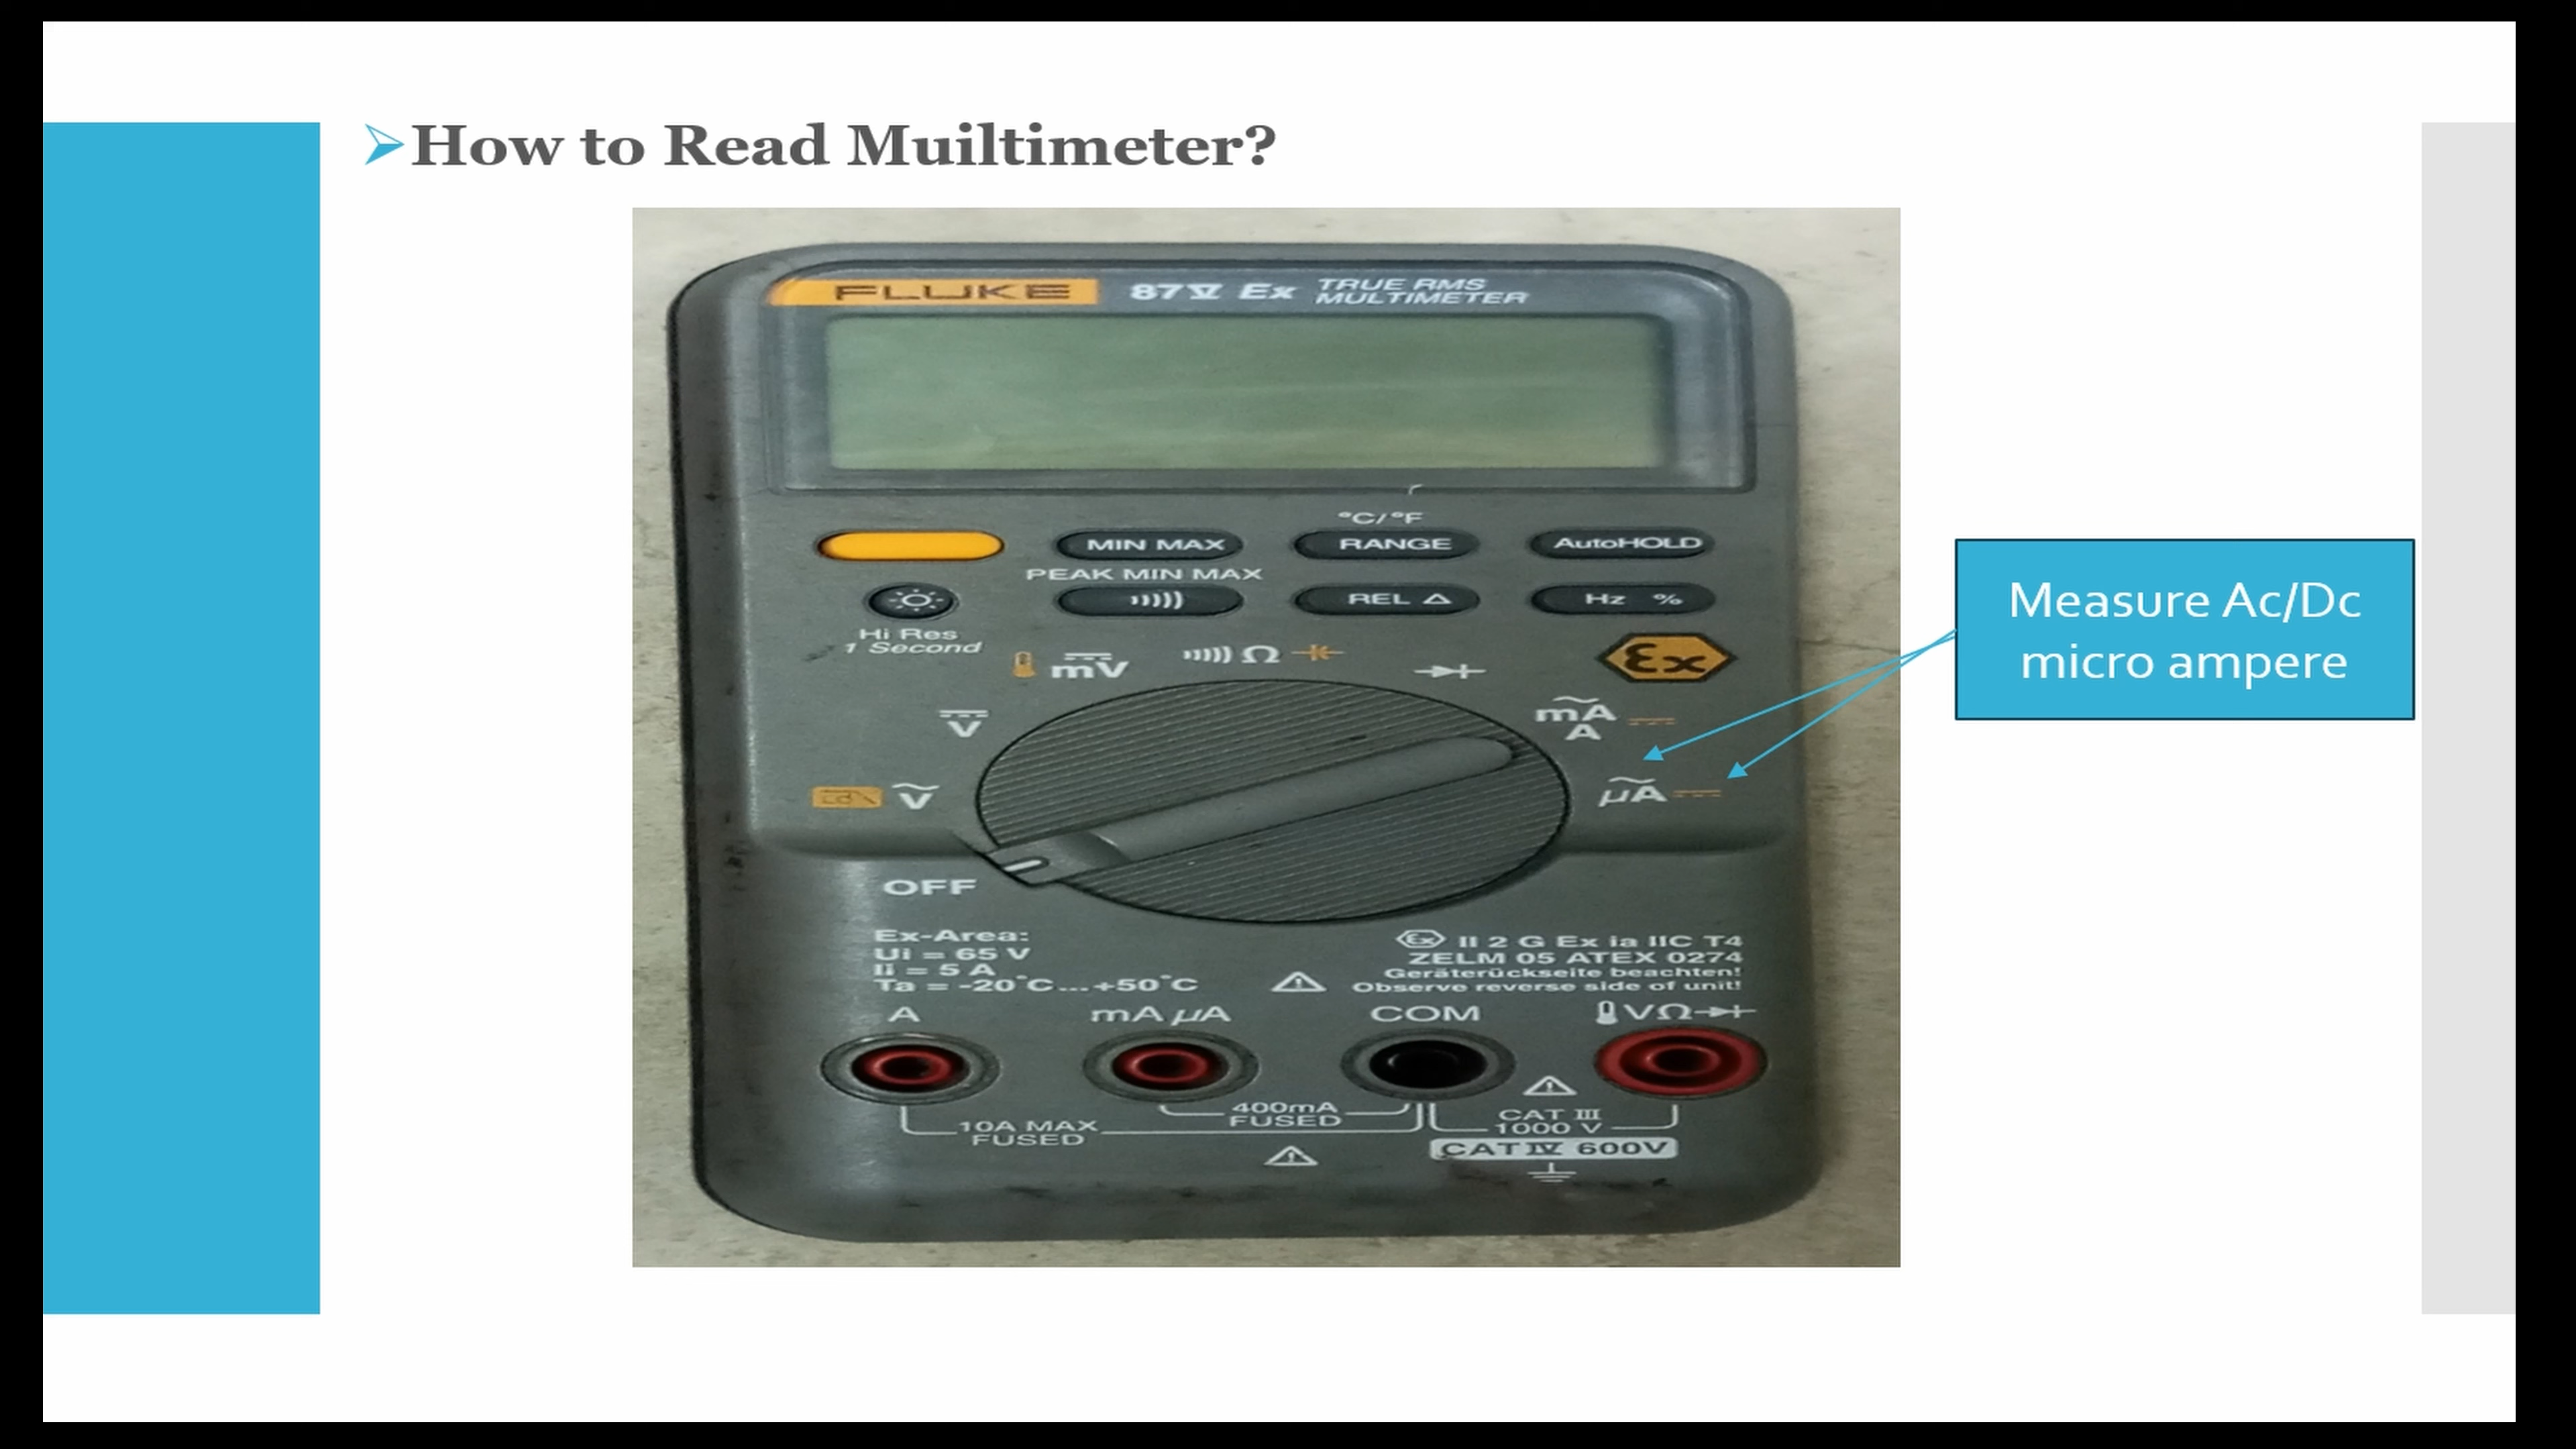 How to Read Muiltimeter?
FLUKE 87V Ex TRUE RMS
MULTIMETER
°C/°F
MIN MAX RANGE AutoHOLD
PEAK MIN MAX
REL Δ Hz %
Hi Res
1 Second
mV Ω
Ex
V
mA
A
V
µA
OFF
Measure Ac/Dc
micro ampere
Ex-Area:
Ui = 65 V
Ii = 5 A
Ta = -20°C...+50°C
Ex II 2 G Ex ia IIC T4
ZELM 05 ATEX 0274
Geräterückseite beachten!
Observe reverse side of unit!
A mA µA COM VΩ
10A MAX
FUSED
400mA
FUSED
CAT III
1000 V
CAT IV 600V